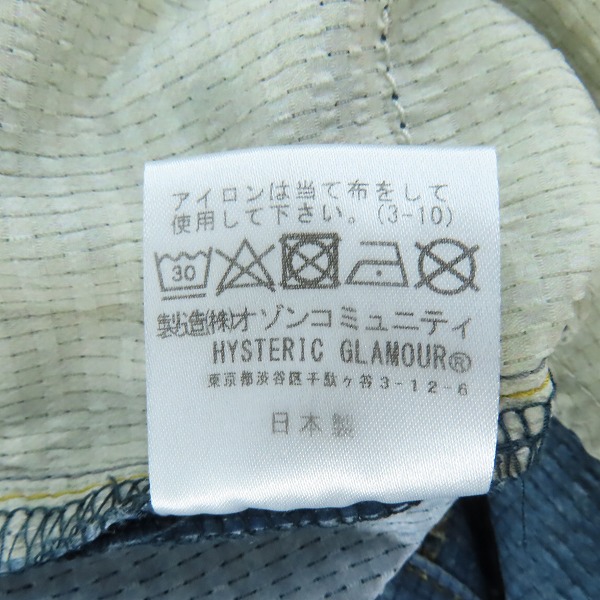 アイロンは当て布をして
使用して下さい。(3-10)
30
製造(株)オゾンコミュニティ
HYSTERIC GLAMOUR®
東京都渋谷区千駄ヶ谷3-12-6
日本製